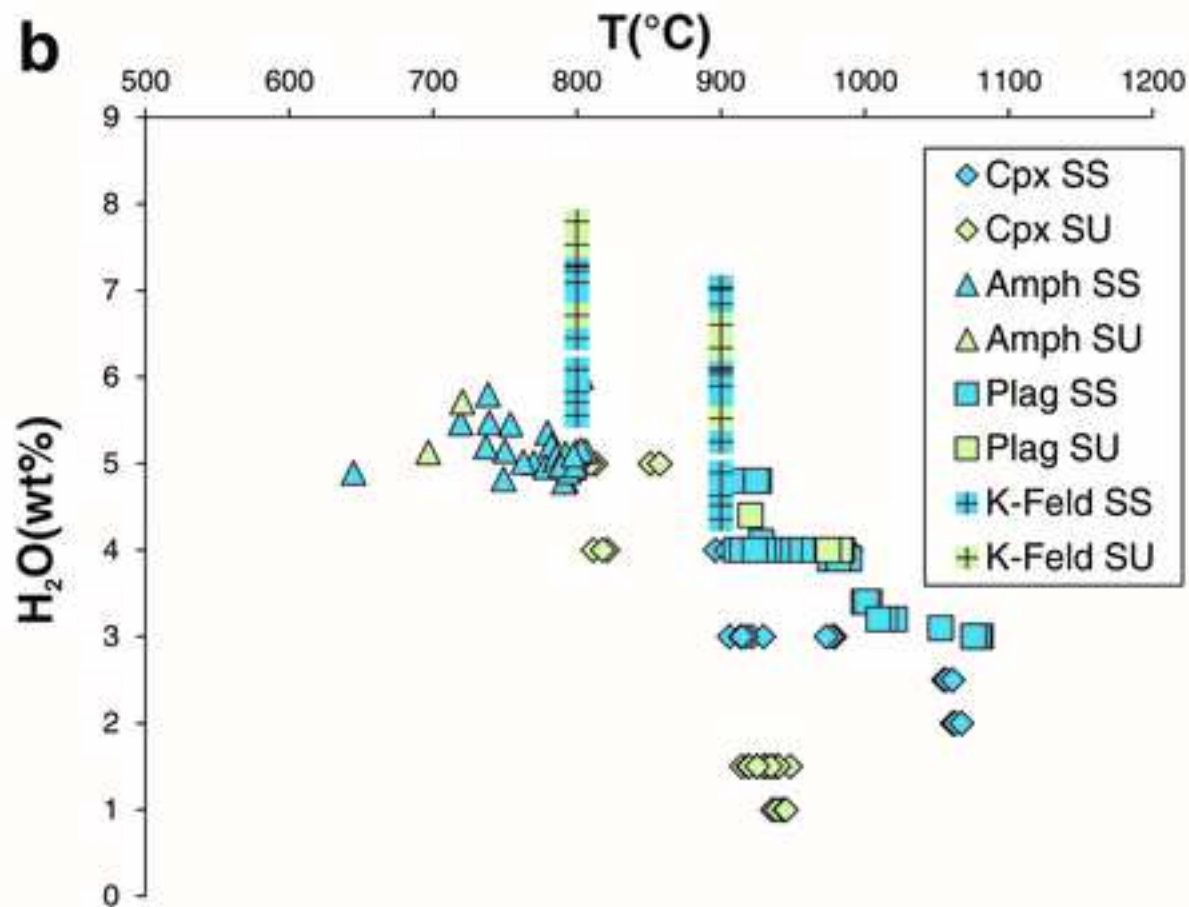 b
T(°C)
500 600 700 800 900 1000 1100 1200
9
8
7
6
5
4
3
2
1
0
H₂O(wt%)
Cpx SS
Cpx SU
Amph SS
Amph SU
Plag SS
Plag SU
K-Feld SS
K-Feld SU